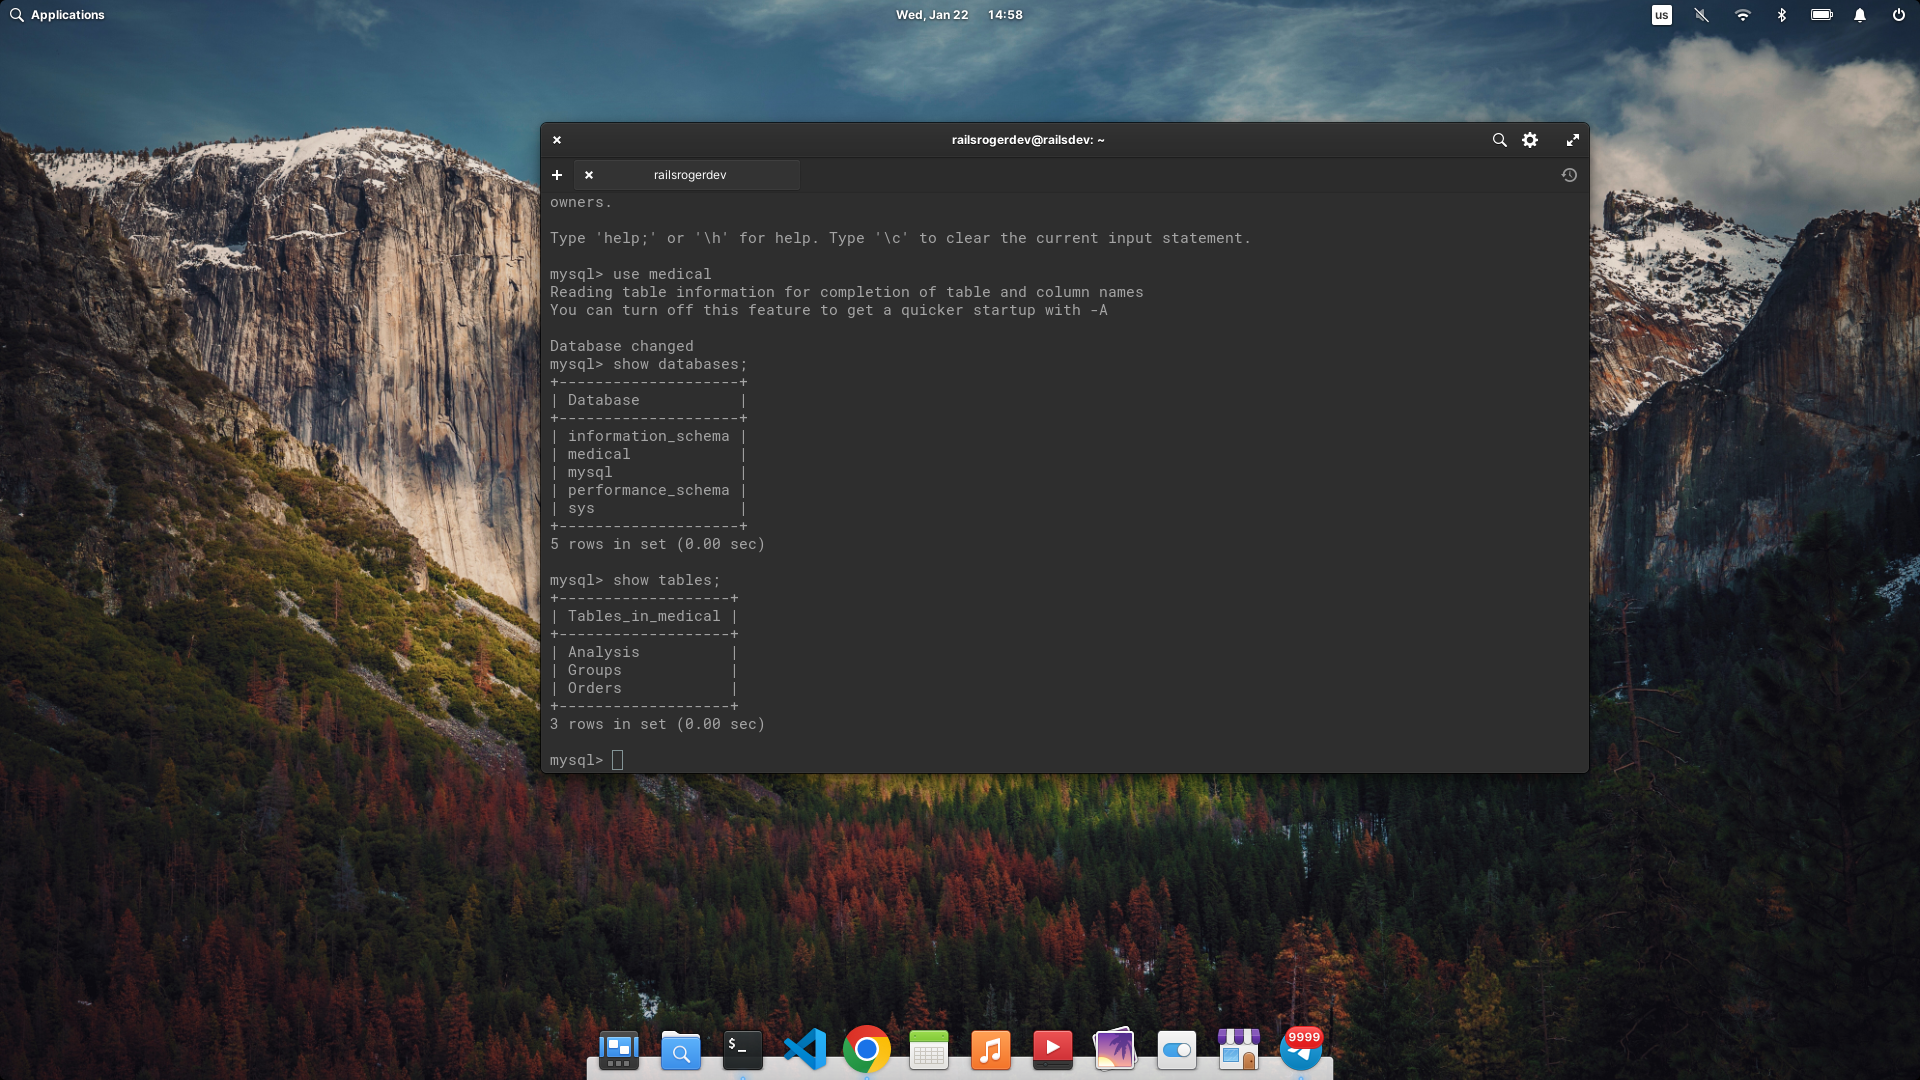 Applications
Wed, Jan 22 14:58
us
railsrogerdev@railsdev: ~
railsrogerdev
owners.
Type 'help;' or '\h' for help. Type '\c' to clear the current input statement.
mysql> use medical
Reading table information for completion of table and column names
You can turn off this feature to get a quicker startup with -A
Database changed
mysql> show databases;
+--------------------+
| Database           |
+--------------------+
| information_schema |
| medical            |
| mysql              |
| performance_schema |
| sys                |
+--------------------+
5 rows in set (0.00 sec)
mysql> show tables;
+-------------------+
| Tables_in_medical |
+-------------------+
| Analysis          |
| Groups            |
| Orders            |
+-------------------+
3 rows in set (0.00 sec)
mysql>
$_
9999